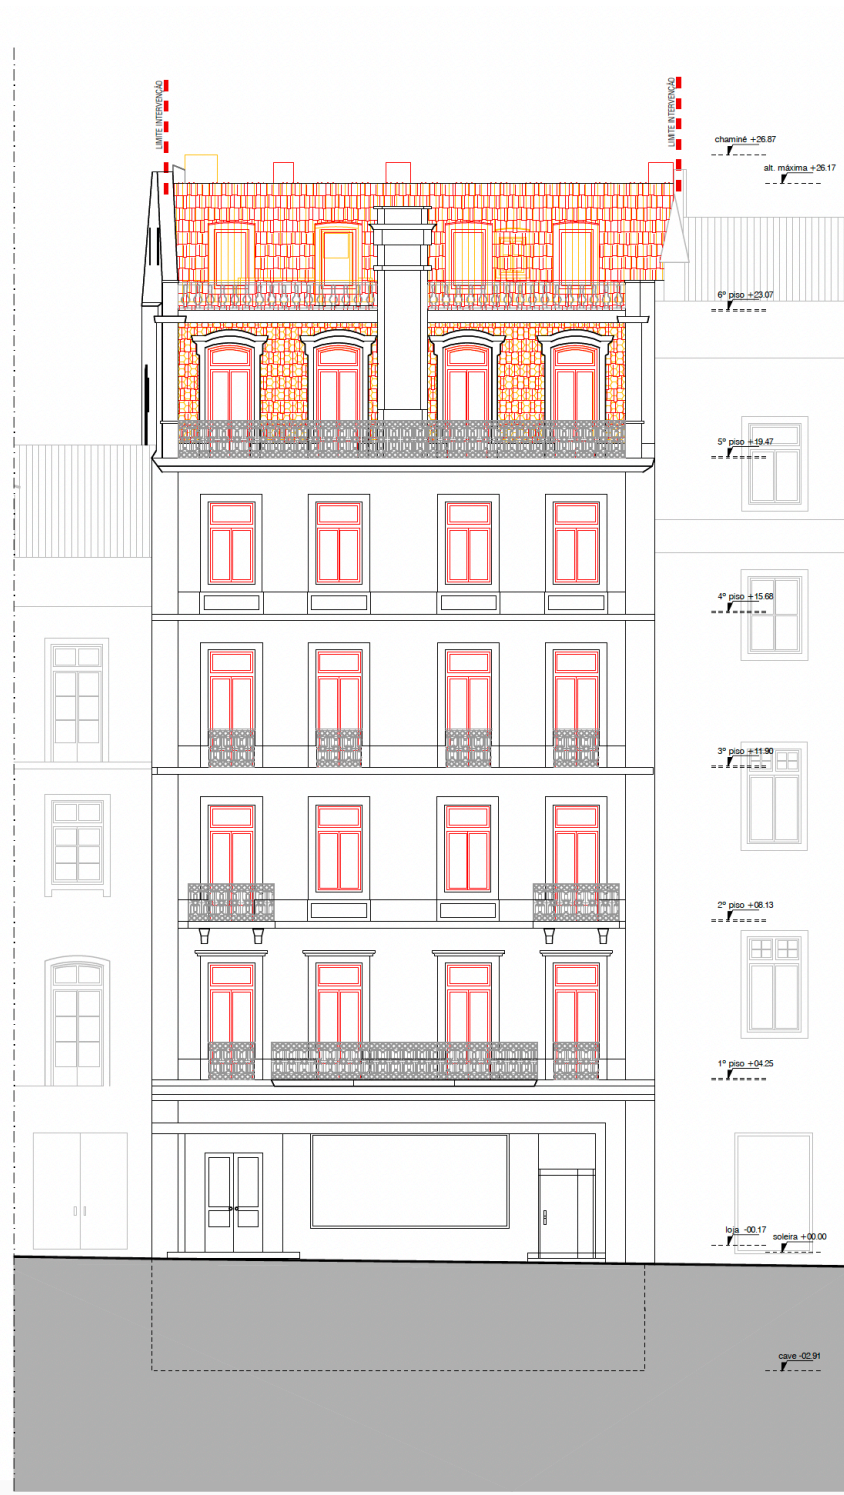 LIMITE INTERVENÇÃO
LIMITE INTERVENÇÃO
chaminé +26.87
alt. máxima +26.17
6º piso +23.07
5º piso +19.47
4º piso +15.68
3º piso +11.90
2º piso +08.13
1º piso +04.25
loja -00.17
soleira +00.00
cave -02.91